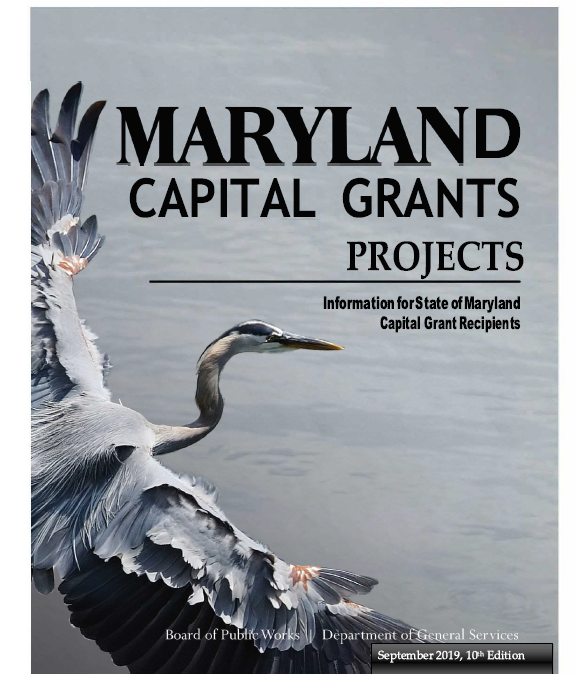 MARYLAND
CAPITAL GRANTS
PROJECTS
Information for State of Maryland
Capital Grant Recipients
Board of Public Works | Department of General Services
September 2019, 10th Edition